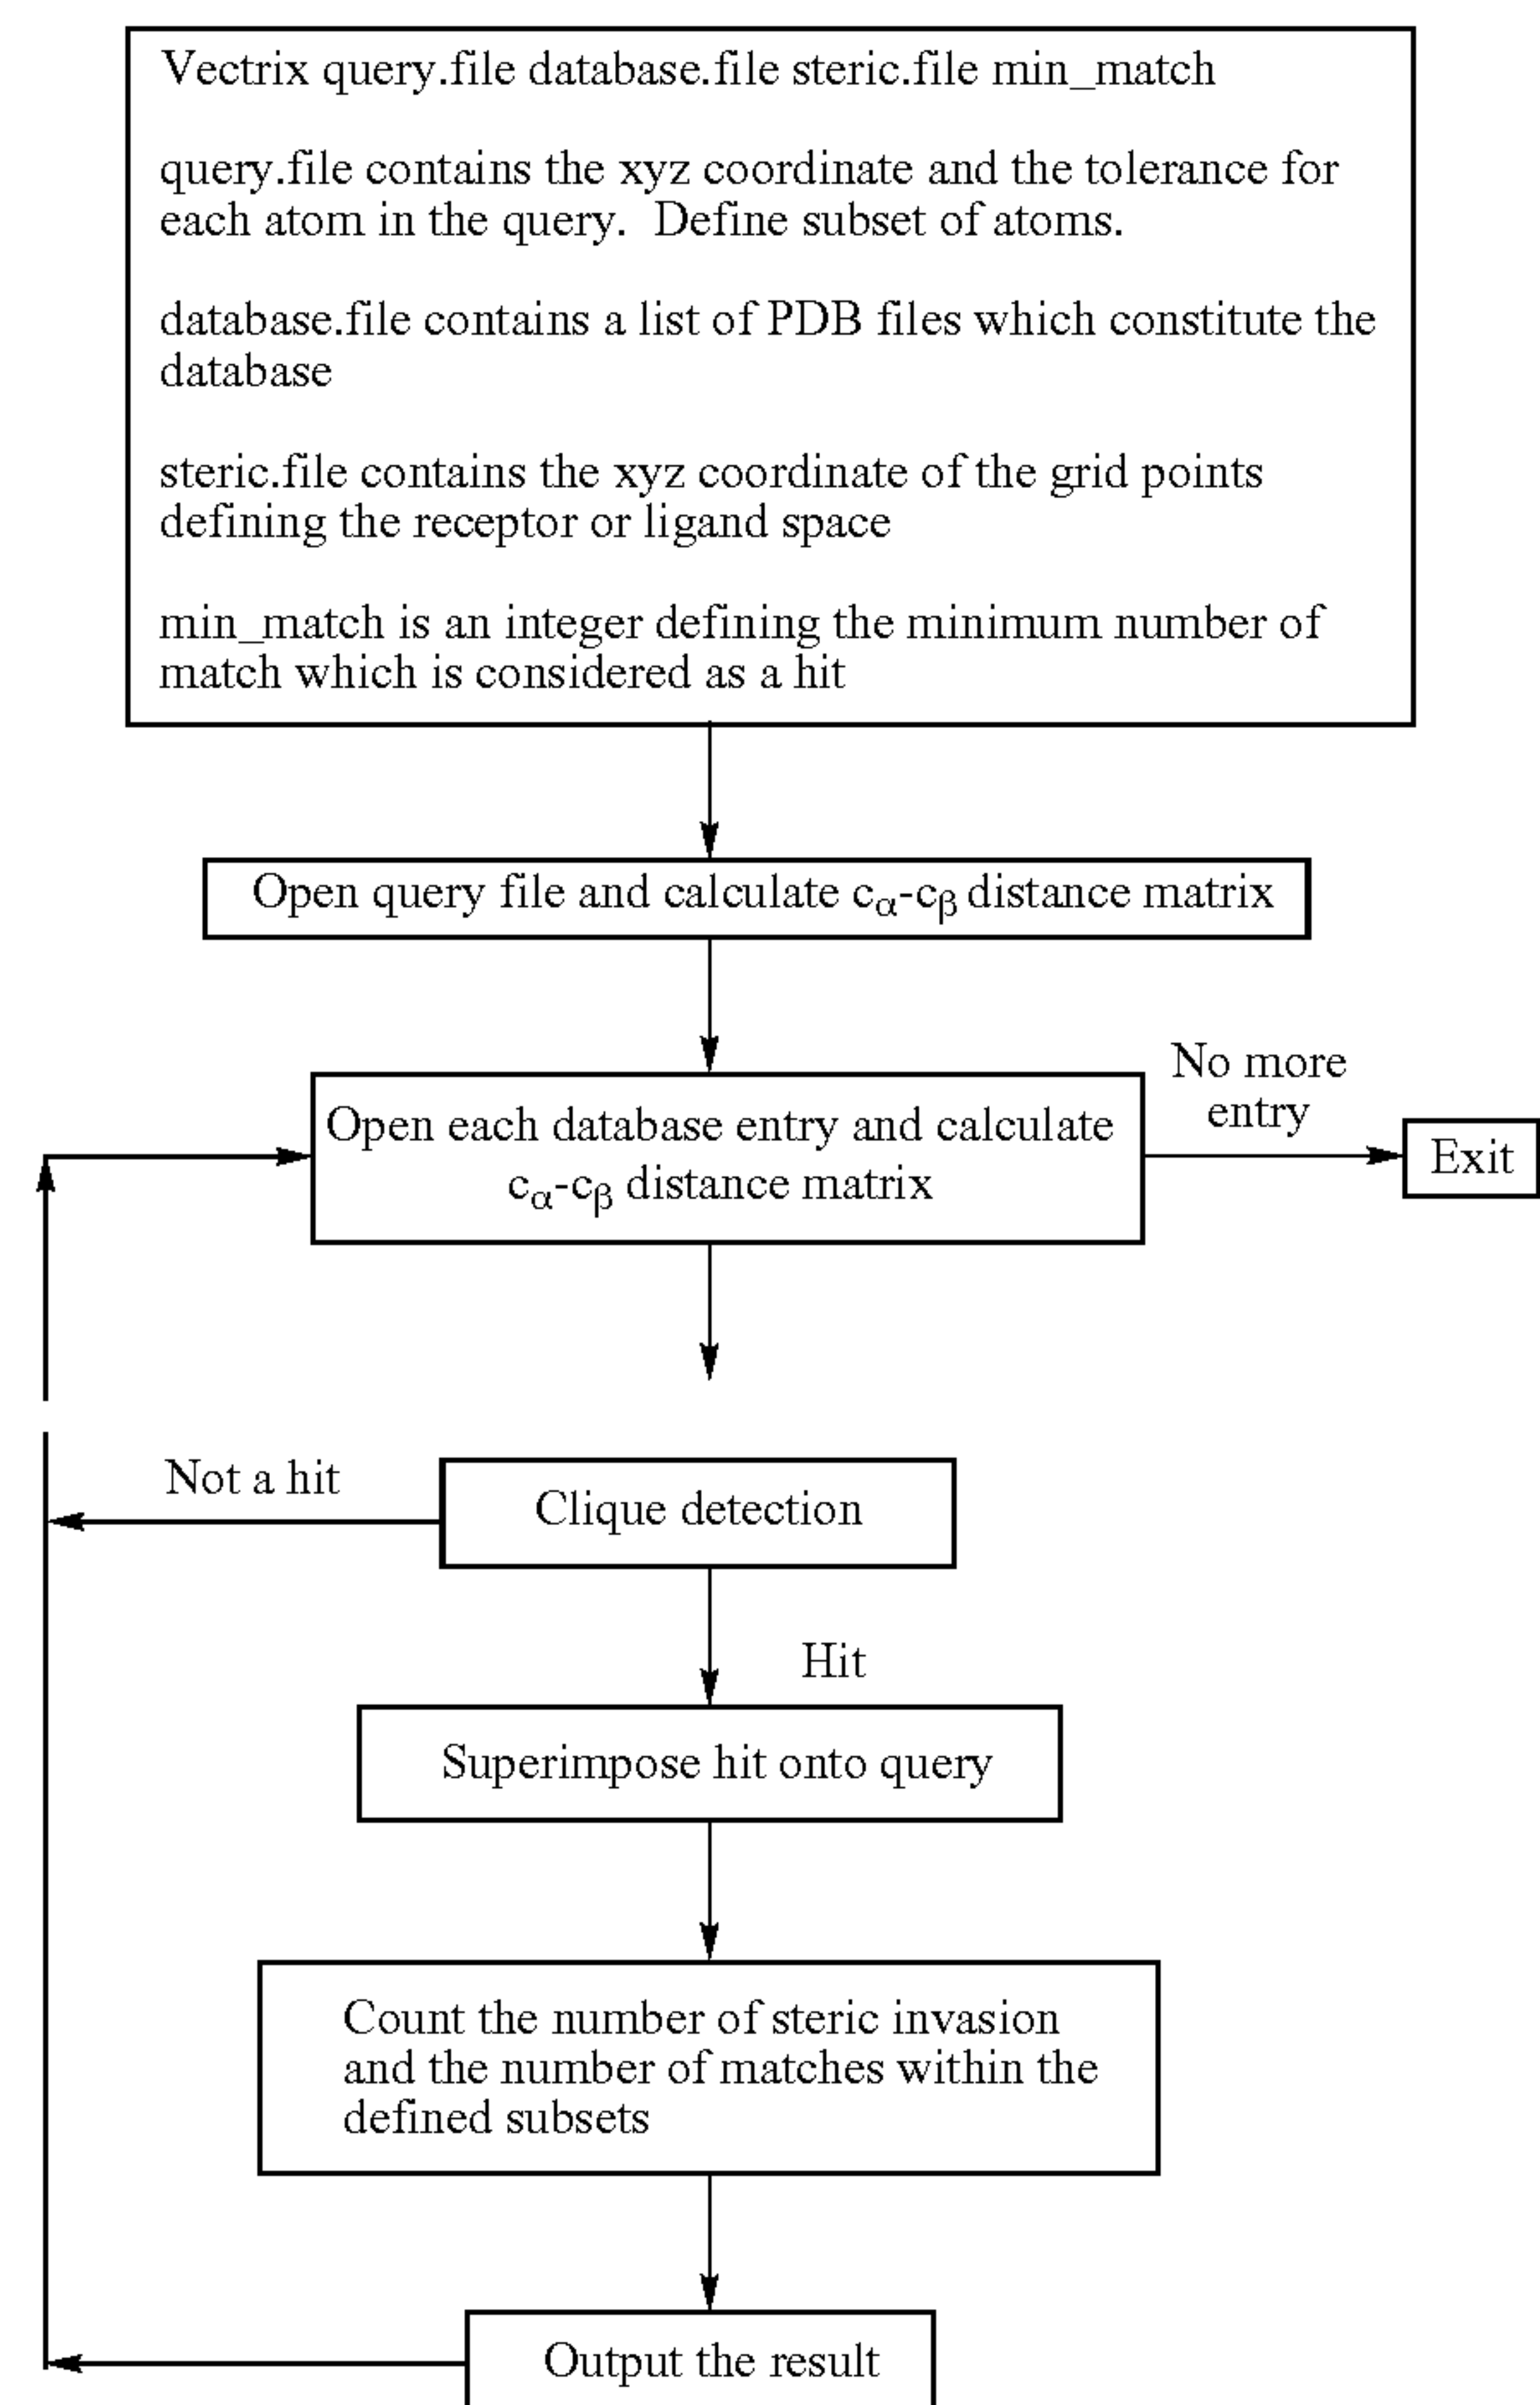 Vectrix query.file database.file steric.file min_match
query.file contains the xyz coordinate and the tolerance for
each atom in the query.  Define subset of atoms.
database.file contains a list of PDB files which constitute the
database
steric.file contains the xyz coordinate of the grid points
defining the receptor or ligand space
min_match is an integer defining the minimum number of
match which is considered as a hit
Open query file and calculate cα-cβ distance matrix
No more
entry
Open each database entry and calculate
cα-cβ distance matrix
Exit
Not a hit
Clique detection
Hit
Superimpose hit onto query
Count the number of steric invasion
and the number of matches within the
defined subsets
Output the result